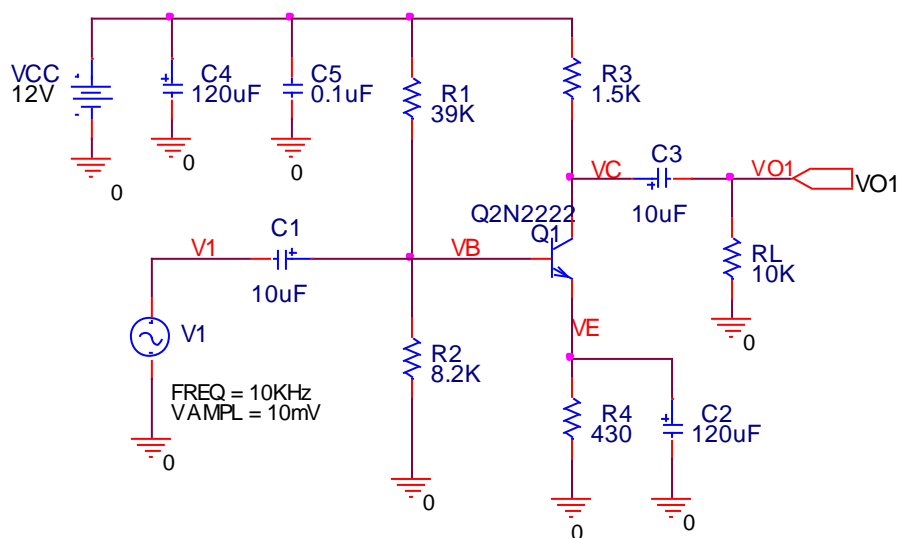 VCC
12V
C4
120uF
C5
0.1uF
R1
39K
R3
1.5K
0
0
0
VC
C3
10uF
VO1
VO1
Q2N2222
Q1
V1
C1
10uF
VB
RL
10K
0
V1
FREQ = 10KHz
VAMPL = 10mV
0
R2
8.2K
0
VE
R4
430
C2
120uF
0
0